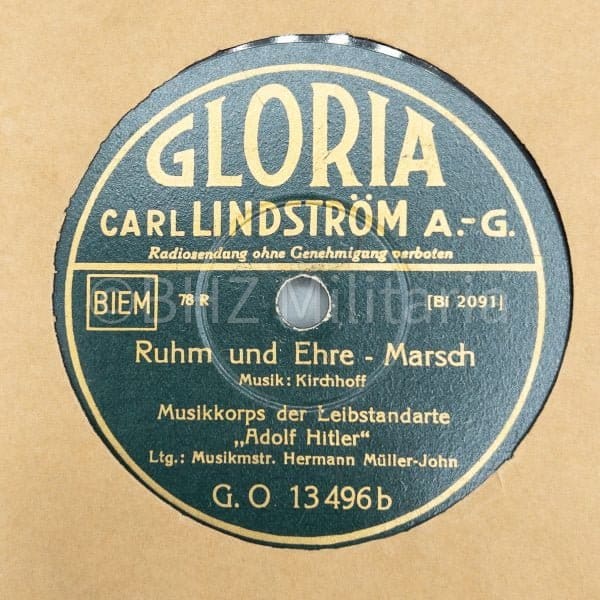 GLORIA
CARL LINDSTRÖM A.-G.
Radiosendung ohne Genehmigung verboten
BIEM 78 R [Bi 2091]
©BHZ Militaria
Ruhm und Ehre - Marsch
Musik: Kirchhoff
Musikkorps der Leibstandarte
„Adolf Hitler“
Ltg.: Musikmstr. Hermann Müller-John
G. O 13 496 b